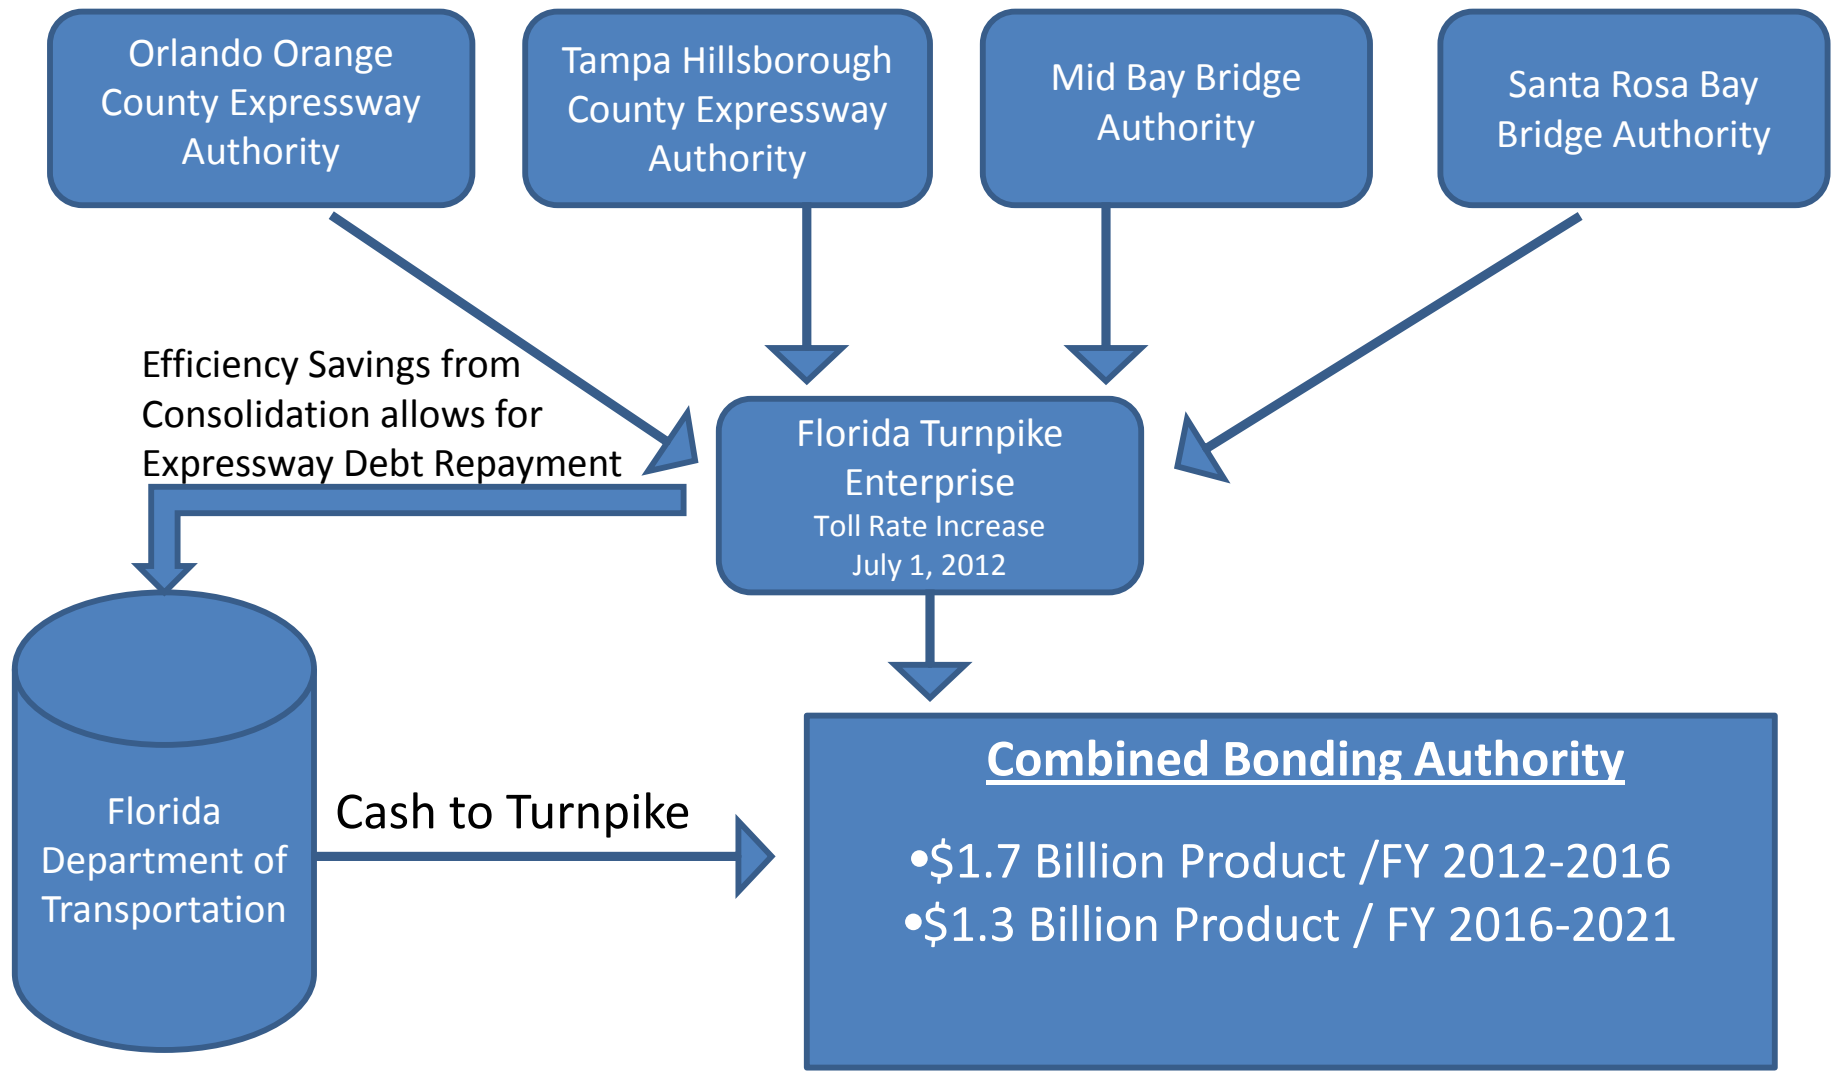 Orlando Orange
County Expressway
Authority
Tampa Hillsborough
County Expressway
Authority
Mid Bay Bridge
Authority
Santa Rosa Bay
Bridge Authority
Efficiency Savings from
Consolidation allows for
Expressway Debt Repayment
Florida Turnpike
Enterprise
Toll Rate Increase
July 1, 2012
Florida
Department of
Transportation
Cash to Turnpike
Combined Bonding Authority
•$1.7 Billion Product /FY 2012-2016
•$1.3 Billion Product / FY 2016-2021